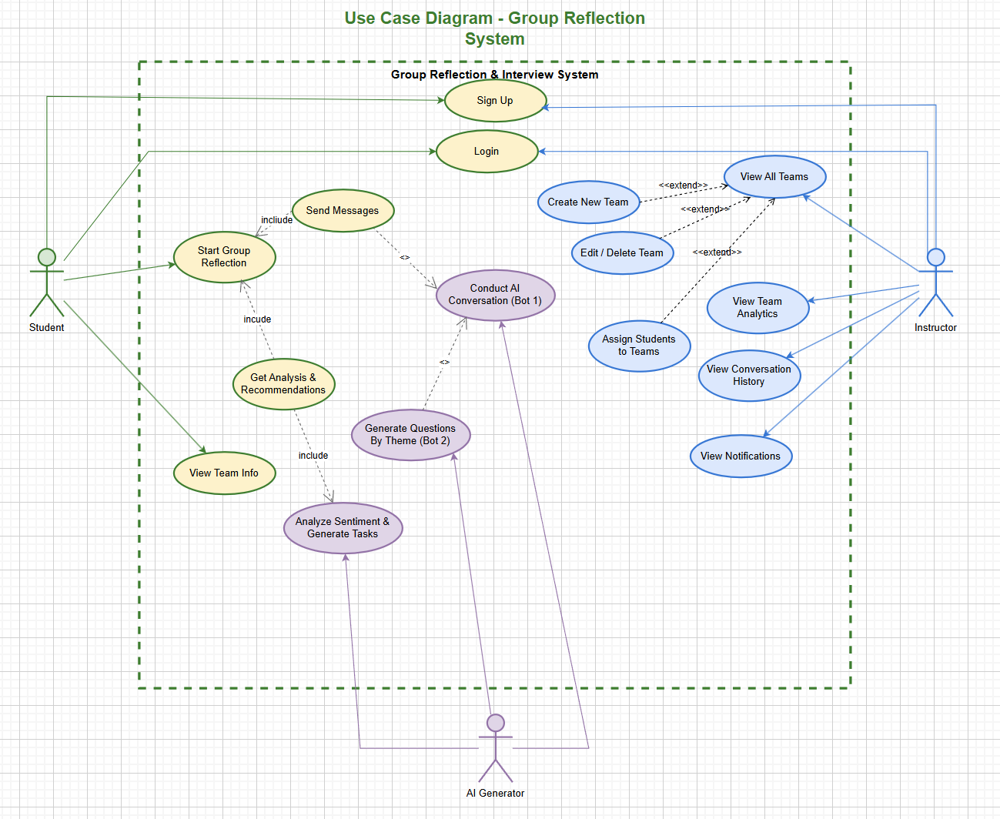 Use Case Diagram - Group Reflection
System
Group Reflection & Interview System
Sign Up
Login
View All Teams
<<extend>>
Create New Team
<<extend>>
Send Messages
incliude
Start Group
Reflection
Edit / Delete Team
<<extend>>
<>
Conduct AI
Conversation (Bot 1)
View Team
Analytics
Student
Instructor
incude
Assign Students
to Teams
<>
View Conversation
History
Get Analysis &
Recommendations
Generate Questions
By Theme (Bot 2)
include
View Notifications
View Team Info
Analyze Sentiment &
Generate Tasks
AI Generator